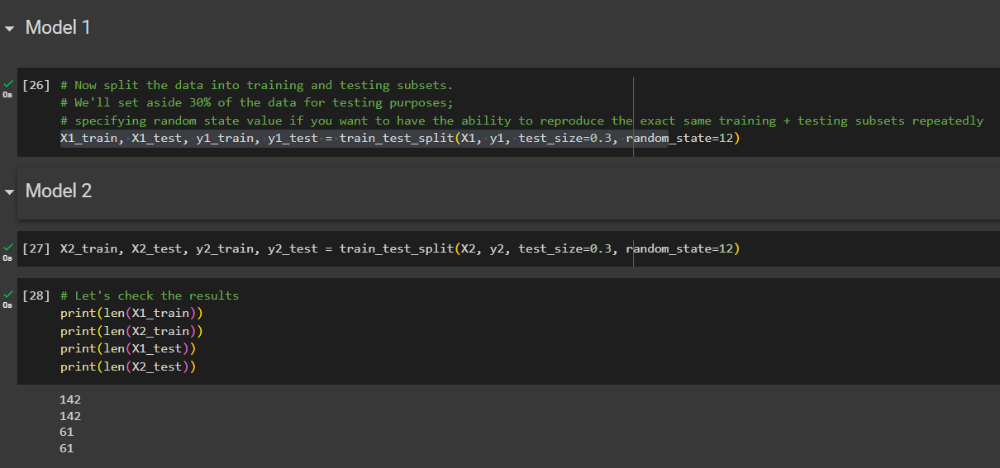 Model 1
0s
[26] # Now split the data into training and testing subsets.
# We'll set aside 30% of the data for testing purposes;
# specifying random state value if you want to have the ability to reproduce the exact same training + testing subsets repeatedly
X1_train, X1_test, y1_train, y1_test = train_test_split(X1, y1, test_size=0.3, random_state=12)
Model 2
0s
[27] X2_train, X2_test, y2_train, y2_test = train_test_split(X2, y2, test_size=0.3, random_state=12)
0s
[28] # Let's check the results
print(len(X1_train))
print(len(X2_train))
print(len(X1_test))
print(len(X2_test))
142
142
61
61